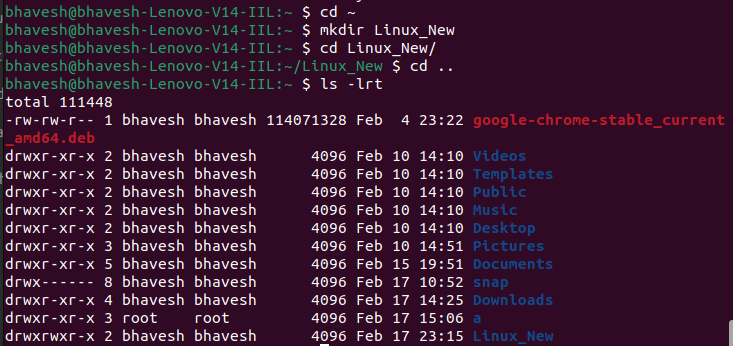 bhavesh@bhavesh-Lenovo-V14-IIL:~ $ cd ~
bhavesh@bhavesh-Lenovo-V14-IIL:~ $ mkdir Linux_New
bhavesh@bhavesh-Lenovo-V14-IIL:~ $ cd Linux_New/
bhavesh@bhavesh-Lenovo-V14-IIL:~/Linux_New $ cd ..
bhavesh@bhavesh-Lenovo-V14-IIL:~ $ ls -lrt
total 111448
-rw-rw-r-- 1 bhavesh bhavesh 114071328 Feb  4 23:22 google-chrome-stable_current
_amd64.deb
drwxr-xr-x 2 bhavesh bhavesh      4096 Feb 10 14:10 Videos
drwxr-xr-x 2 bhavesh bhavesh      4096 Feb 10 14:10 Templates
drwxr-xr-x 2 bhavesh bhavesh      4096 Feb 10 14:10 Public
drwxr-xr-x 2 bhavesh bhavesh      4096 Feb 10 14:10 Music
drwxr-xr-x 2 bhavesh bhavesh      4096 Feb 10 14:10 Desktop
drwxr-xr-x 3 bhavesh bhavesh      4096 Feb 10 14:51 Pictures
drwxr-xr-x 5 bhavesh bhavesh      4096 Feb 15 19:51 Documents
drwx------ 8 bhavesh bhavesh      4096 Feb 17 10:52 snap
drwxr-xr-x 4 bhavesh bhavesh      4096 Feb 17 14:25 Downloads
drwxr-xr-x 3 root    root         4096 Feb 17 15:06 a
drwxrwxr-x 2 bhavesh bhavesh      4096 Feb 17 23:15 Linux_New